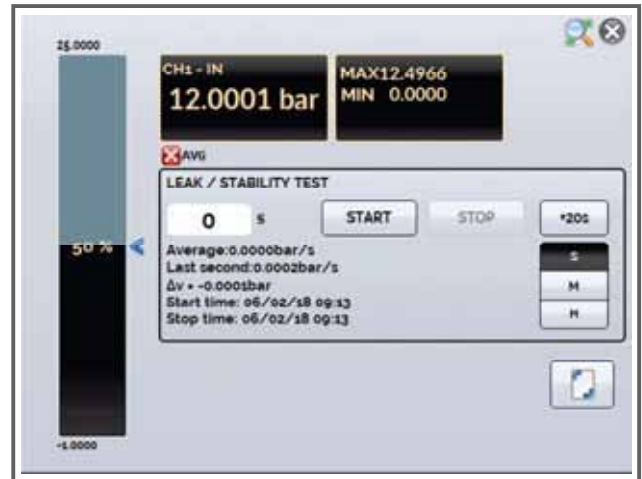 25.0000
CH1 - IN
12.0001 bar
MAX12.4966
MIN 0.0000
AVG
LEAK / STABILITY TEST
0 s START STOP +20s
50 %
Average:0.0000bar/s
Last second:0.0002bar/s
Δv = -0.0001bar
Start time: 06/02/18 09:13
Stop time: 06/02/18 09:13
S
M
H
-1.0000